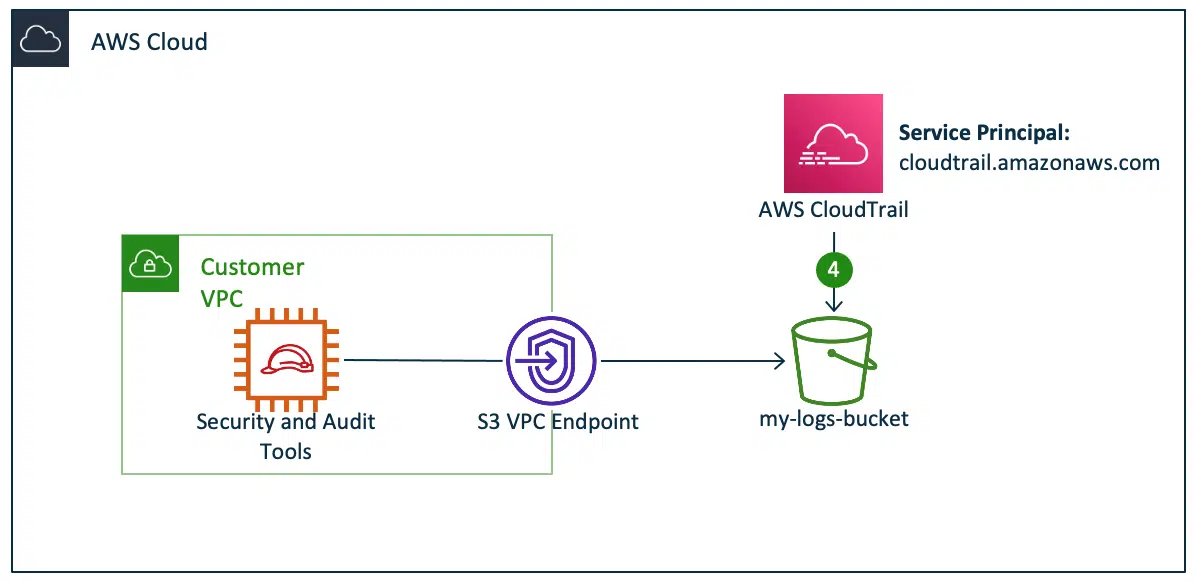 AWS Cloud
Service Principal:
cloudtrail.amazonaws.com
AWS CloudTrail
4
Customer
VPC
Security and Audit
Tools
S3 VPC Endpoint
my-logs-bucket